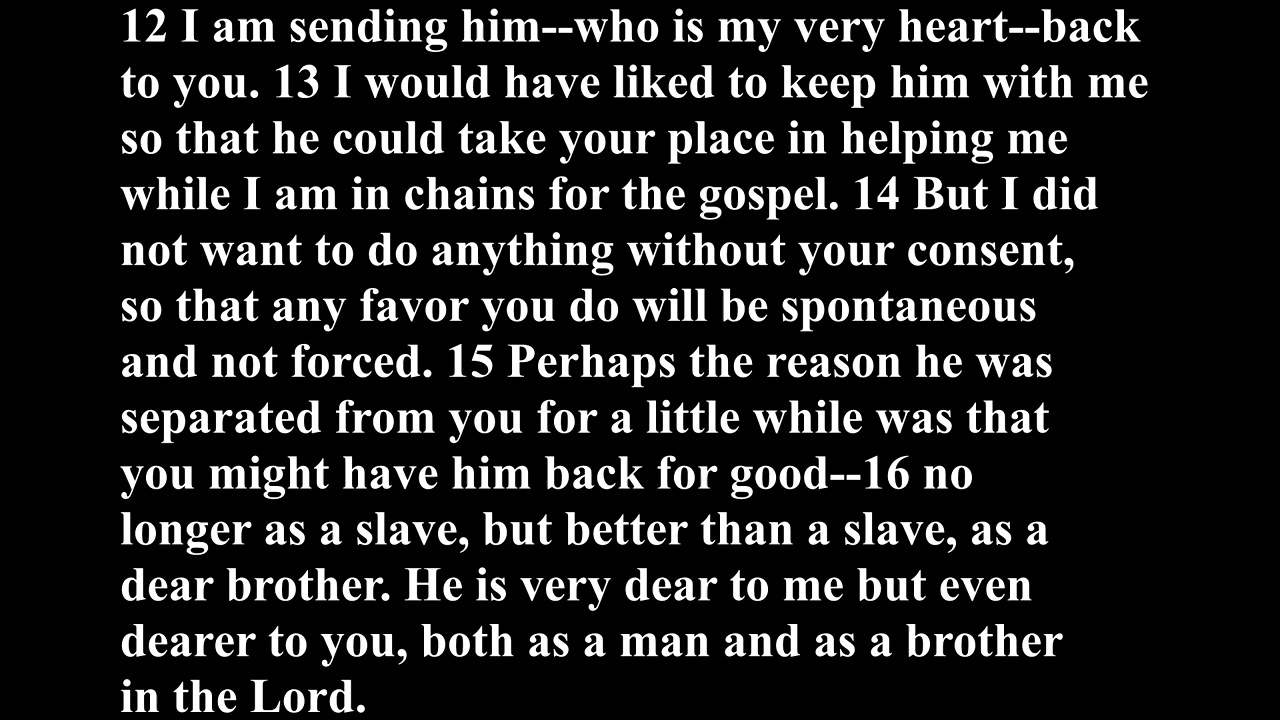 12 I am sending him--who is my very heart--back
to you. 13 I would have liked to keep him with me
so that he could take your place in helping me
while I am in chains for the gospel. 14 But I did
not want to do anything without your consent,
so that any favor you do will be spontaneous
and not forced. 15 Perhaps the reason he was
separated from you for a little while was that
you might have him back for good--16 no
longer as a slave, but better than a slave, as a
dear brother. He is very dear to me but even
dearer to you, both as a man and as a brother
in the Lord.